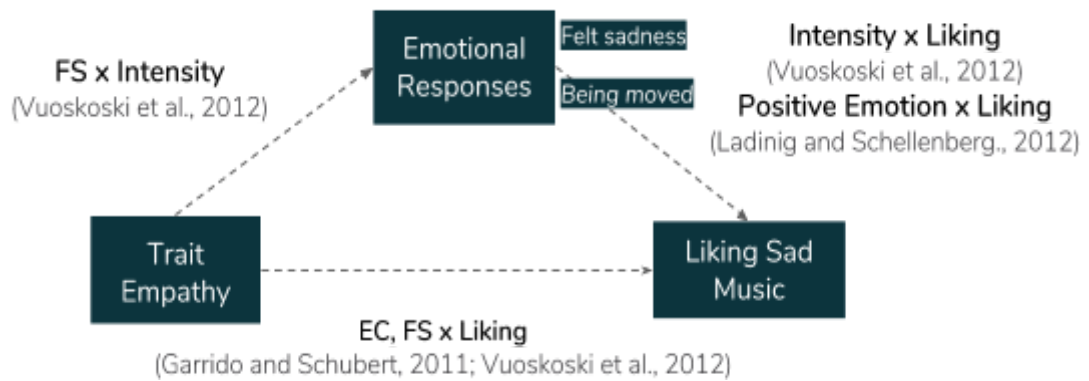 Emotional
Responses
Felt sadness
Being moved
Intensity x Liking
(Vuoskoski et al., 2012)
Positive Emotion x Liking
(Ladinig and Schellenberg., 2012)
FS x Intensity
(Vuoskoski et al., 2012)
Trait
Empathy
Liking Sad
Music
EC, FS x Liking
(Garrido and Schubert, 2011; Vuoskoski et al., 2012)